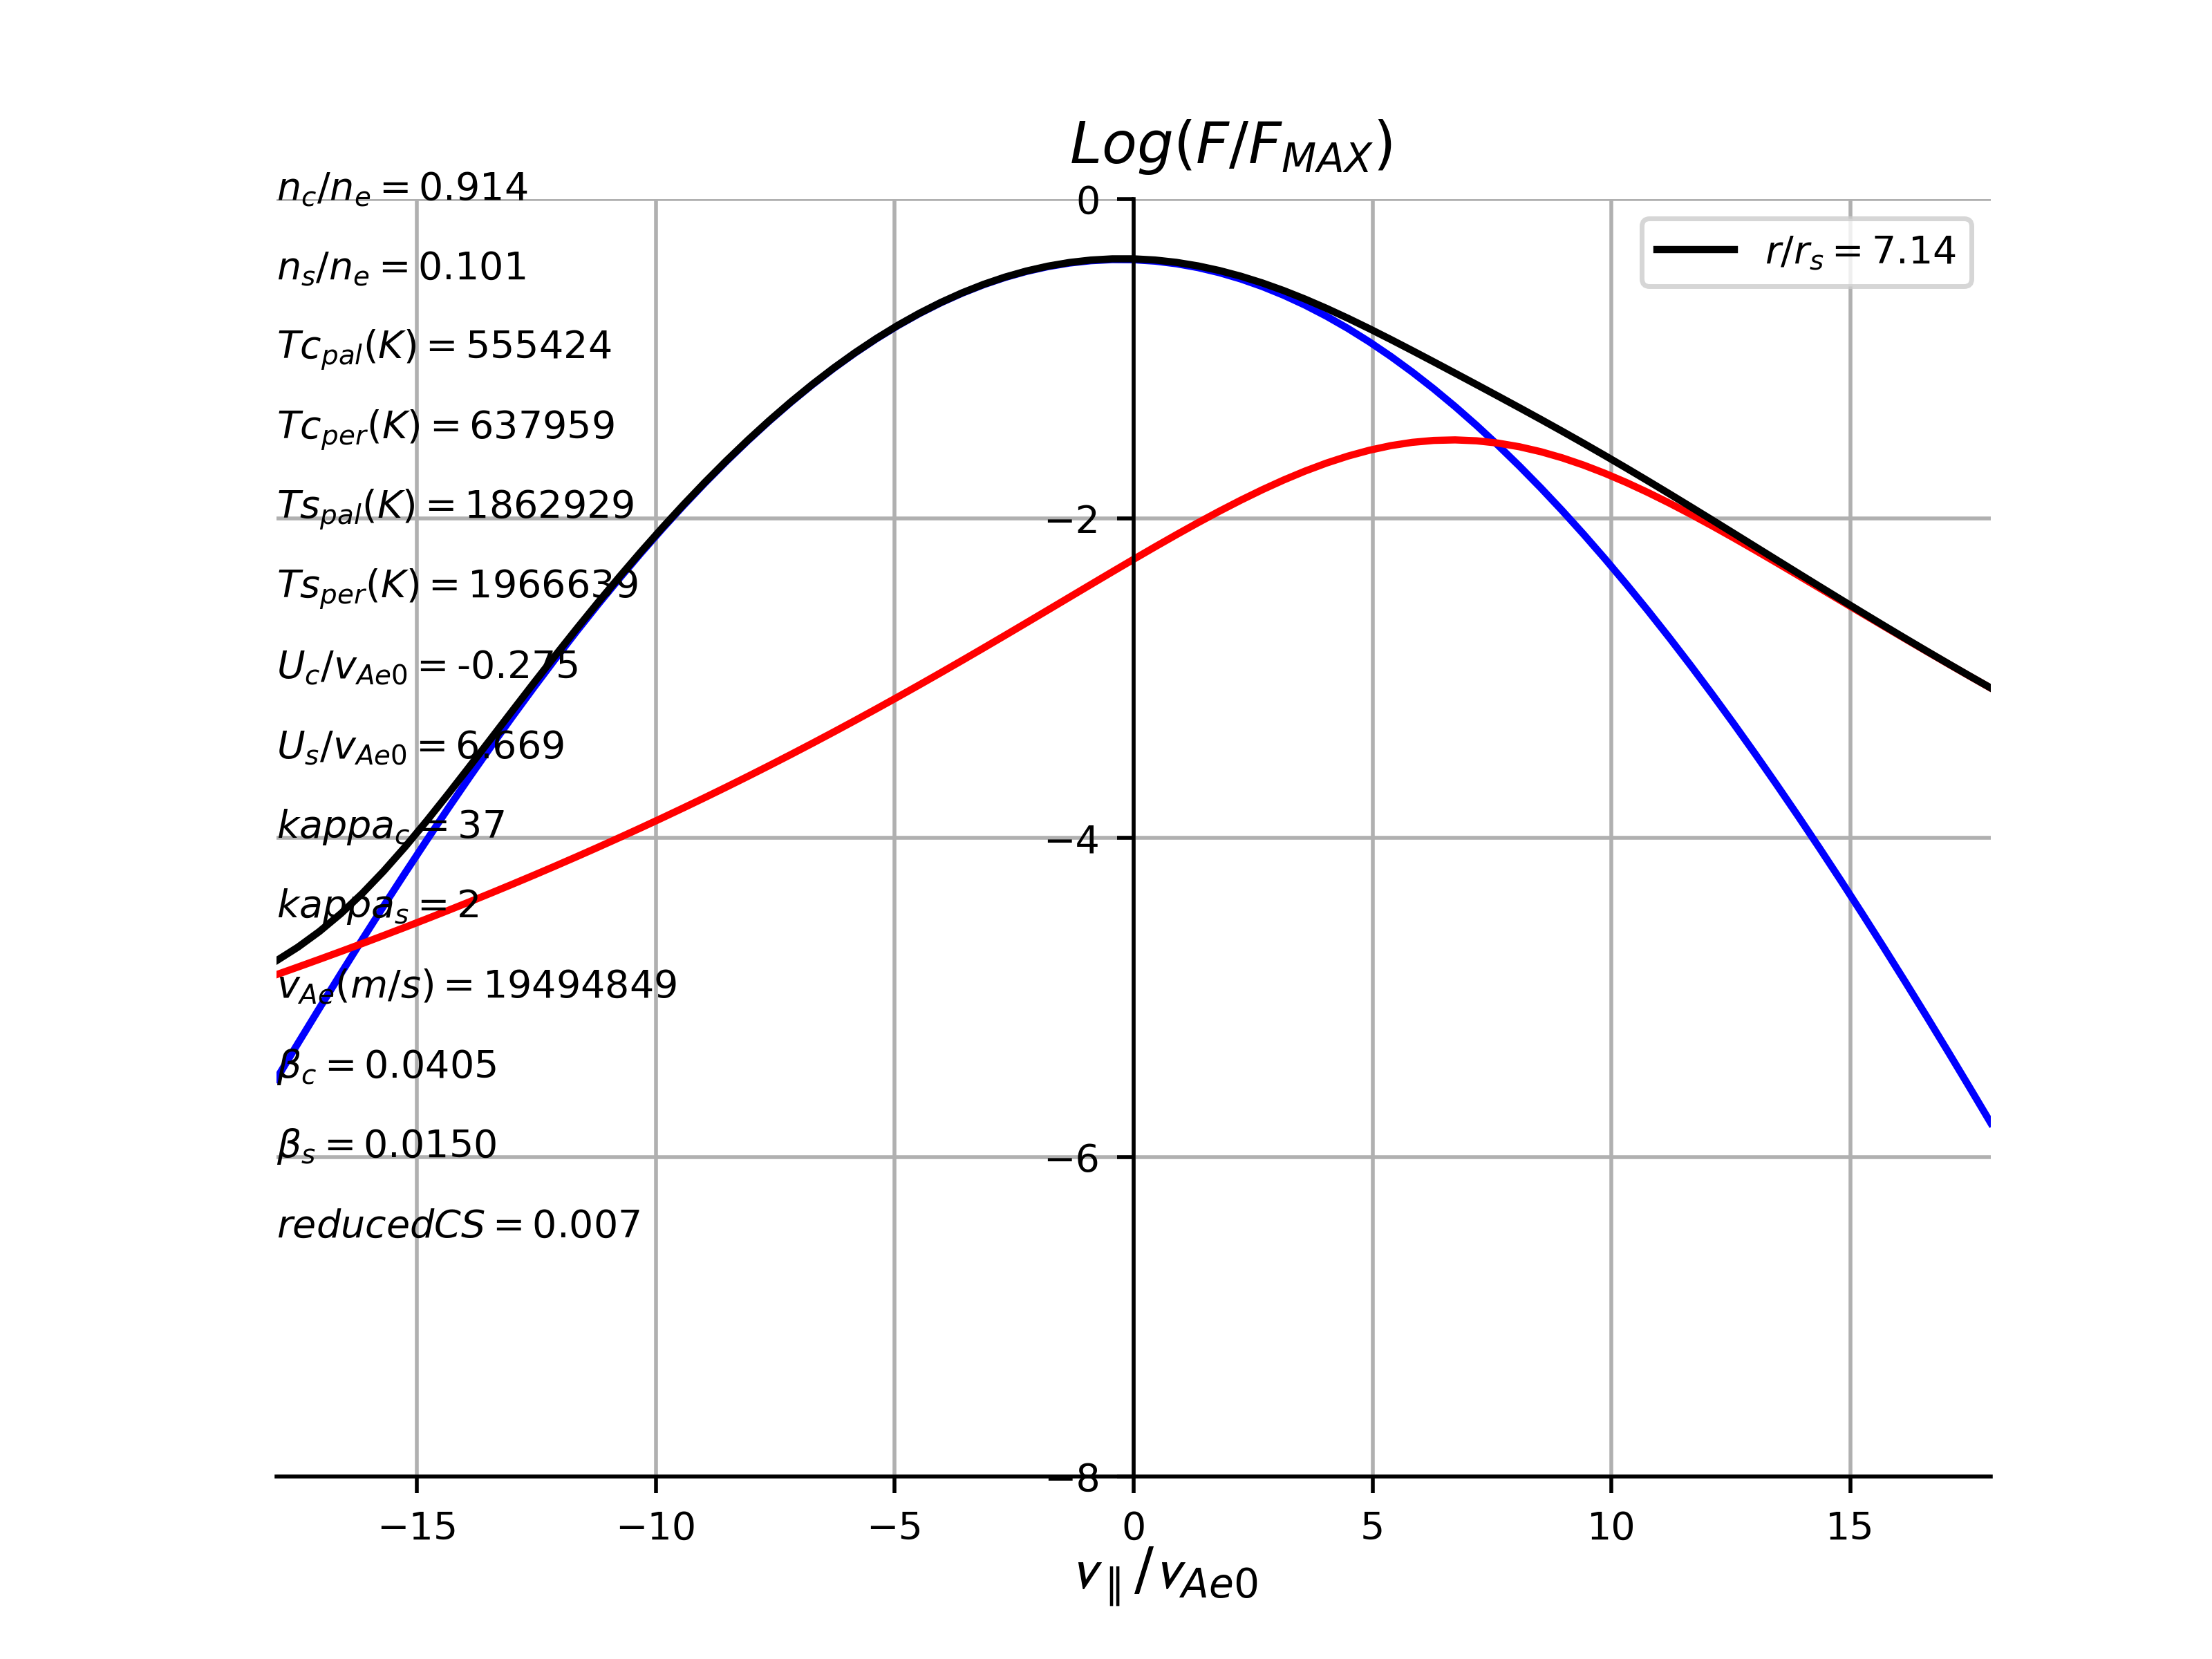 Log(F/F_MAX)
n_c/n_e = 0.914
0
r/r_s = 7.14
n_s/n_e = 0.101
Tc_pal(K) = 555424
Tc_per(K) = 637959
Ts_pal(K) = 1862929
−2
Ts_per(K) = 1966639
U_c/v_Ae0 = -0.275
U_s/v_Ae0 = 6.669
kappa_c = 37
−4
kappa_s = 2
v_Ae(m/s) = 19494849
β_c = 0.0405
β_s = 0.0150
−6
reducedCS = 0.007
−8
−15 −10 −5 0 5 10 15
v_∥/v_Ae0